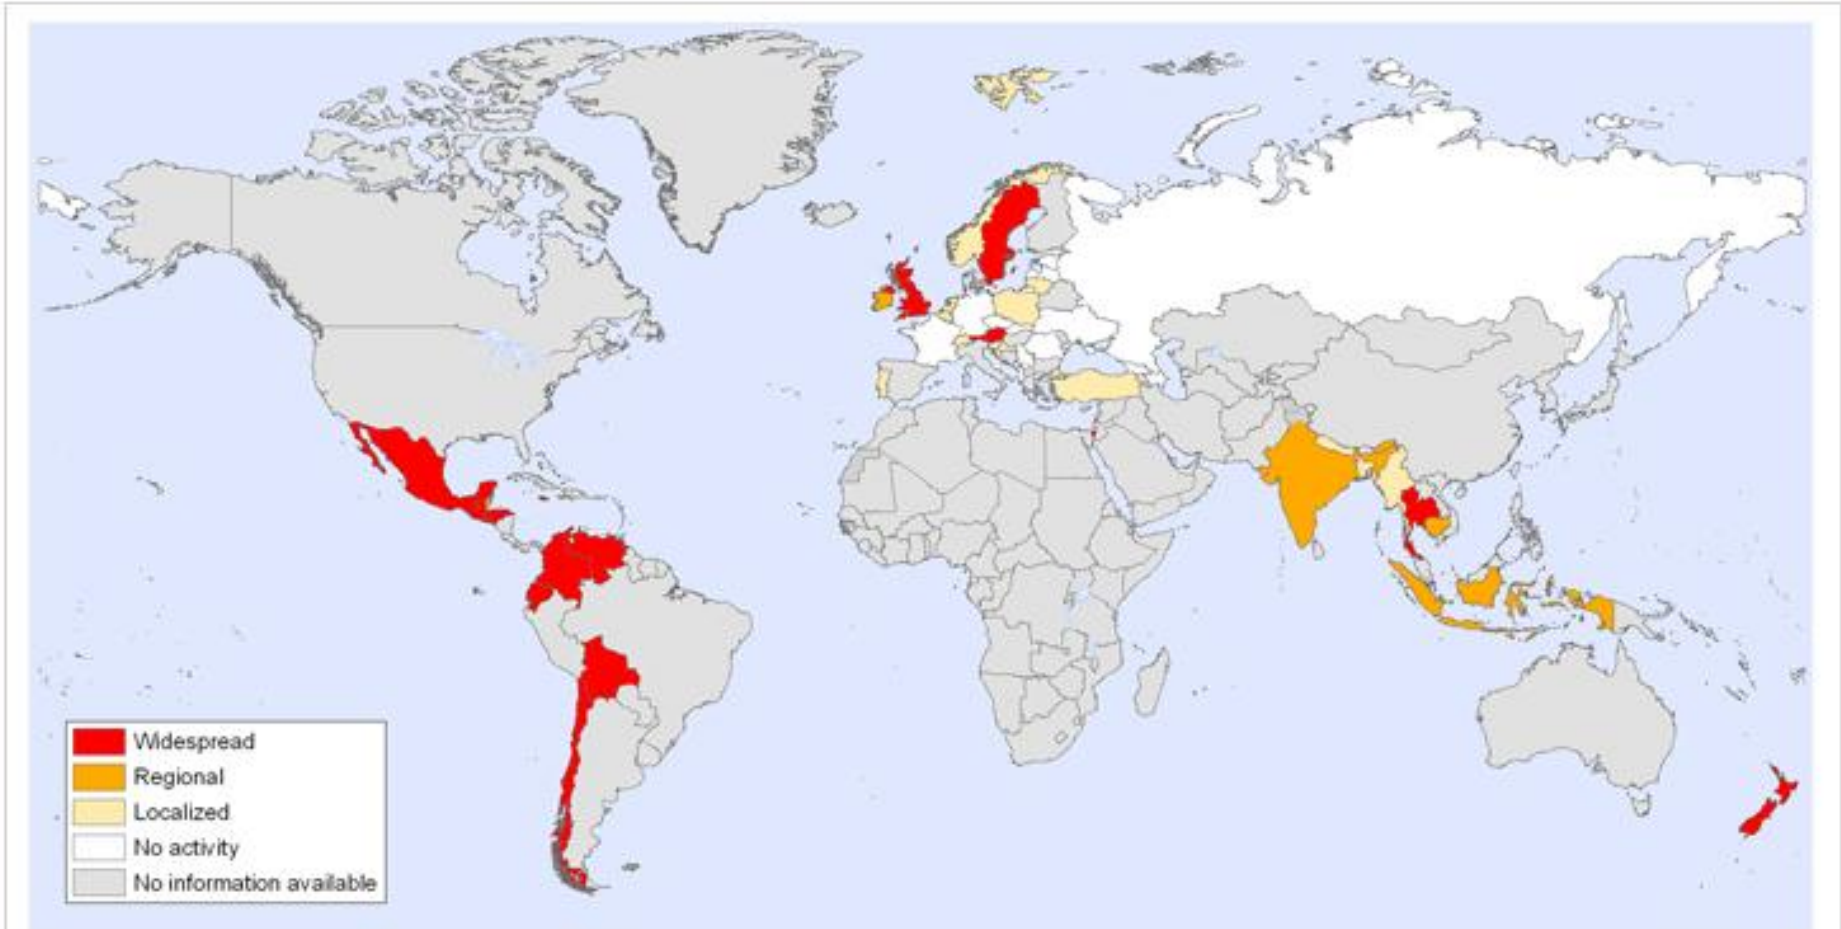 Widespread
Regional
Localized
No activity
No information available